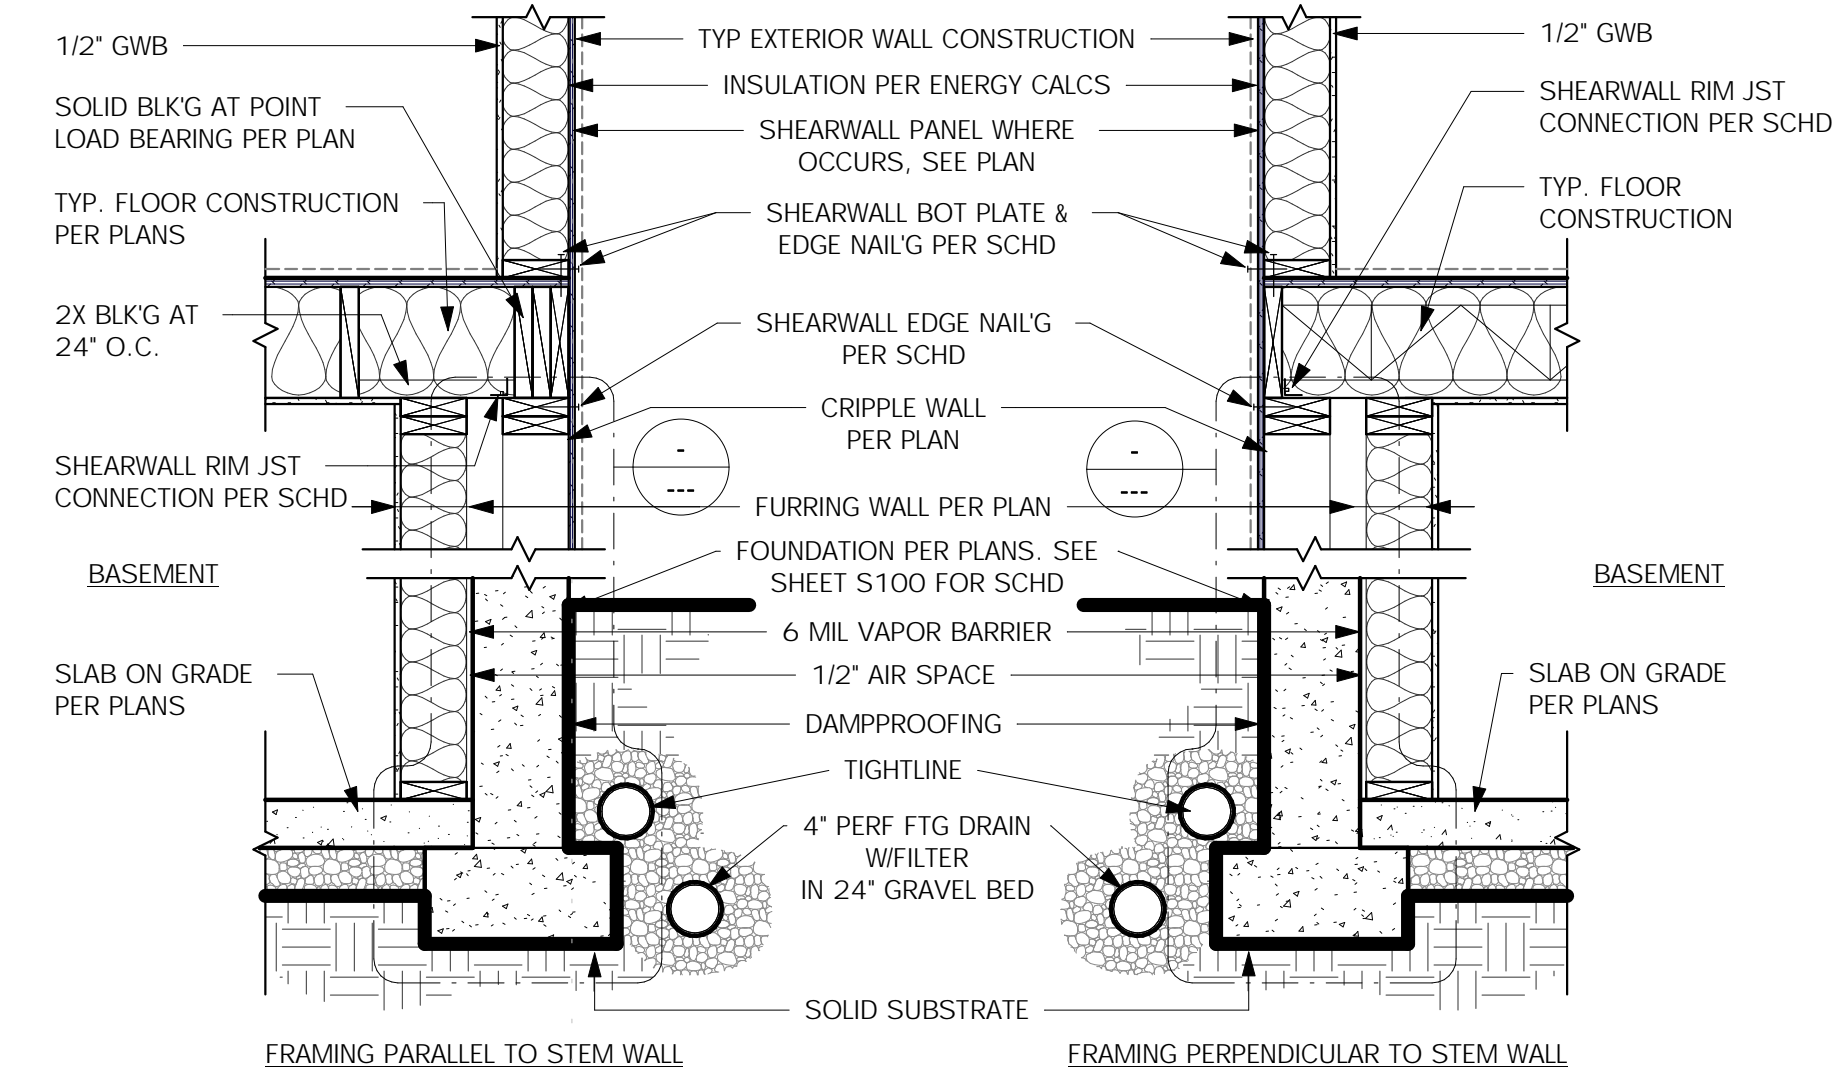 1/2" GWB
SOLID BLK'G AT POINT
LOAD BEARING PER PLAN
TYP. FLOOR CONSTRUCTION
PER PLANS
2X BLK'G AT
24" O.C.
SHEARWALL RIM JST
CONNECTION PER SCHD
BASEMENT
SLAB ON GRADE
PER PLANS
TYP EXTERIOR WALL CONSTRUCTION
INSULATION PER ENERGY CALCS
SHEARWALL PANEL WHERE
OCCURS, SEE PLAN
SHEARWALL BOT PLATE &
EDGE NAIL'G PER SCHD
SHEARWALL EDGE NAIL'G
PER SCHD
CRIPPLE WALL
PER PLAN
-
---
-
---
FURRING WALL PER PLAN
FOUNDATION PER PLANS. SEE
SHEET S100 FOR SCHD
6 MIL VAPOR BARRIER
1/2" AIR SPACE
DAMPPROOFING
TIGHTLINE
4" PERF FTG DRAIN
W/FILTER
IN 24" GRAVEL BED
SOLID SUBSTRATE
1/2" GWB
SHEARWALL RIM JST
CONNECTION PER SCHD
TYP. FLOOR
CONSTRUCTION
BASEMENT
SLAB ON GRADE
PER PLANS
FRAMING PARALLEL TO STEM WALL
FRAMING PERPENDICULAR TO STEM WALL